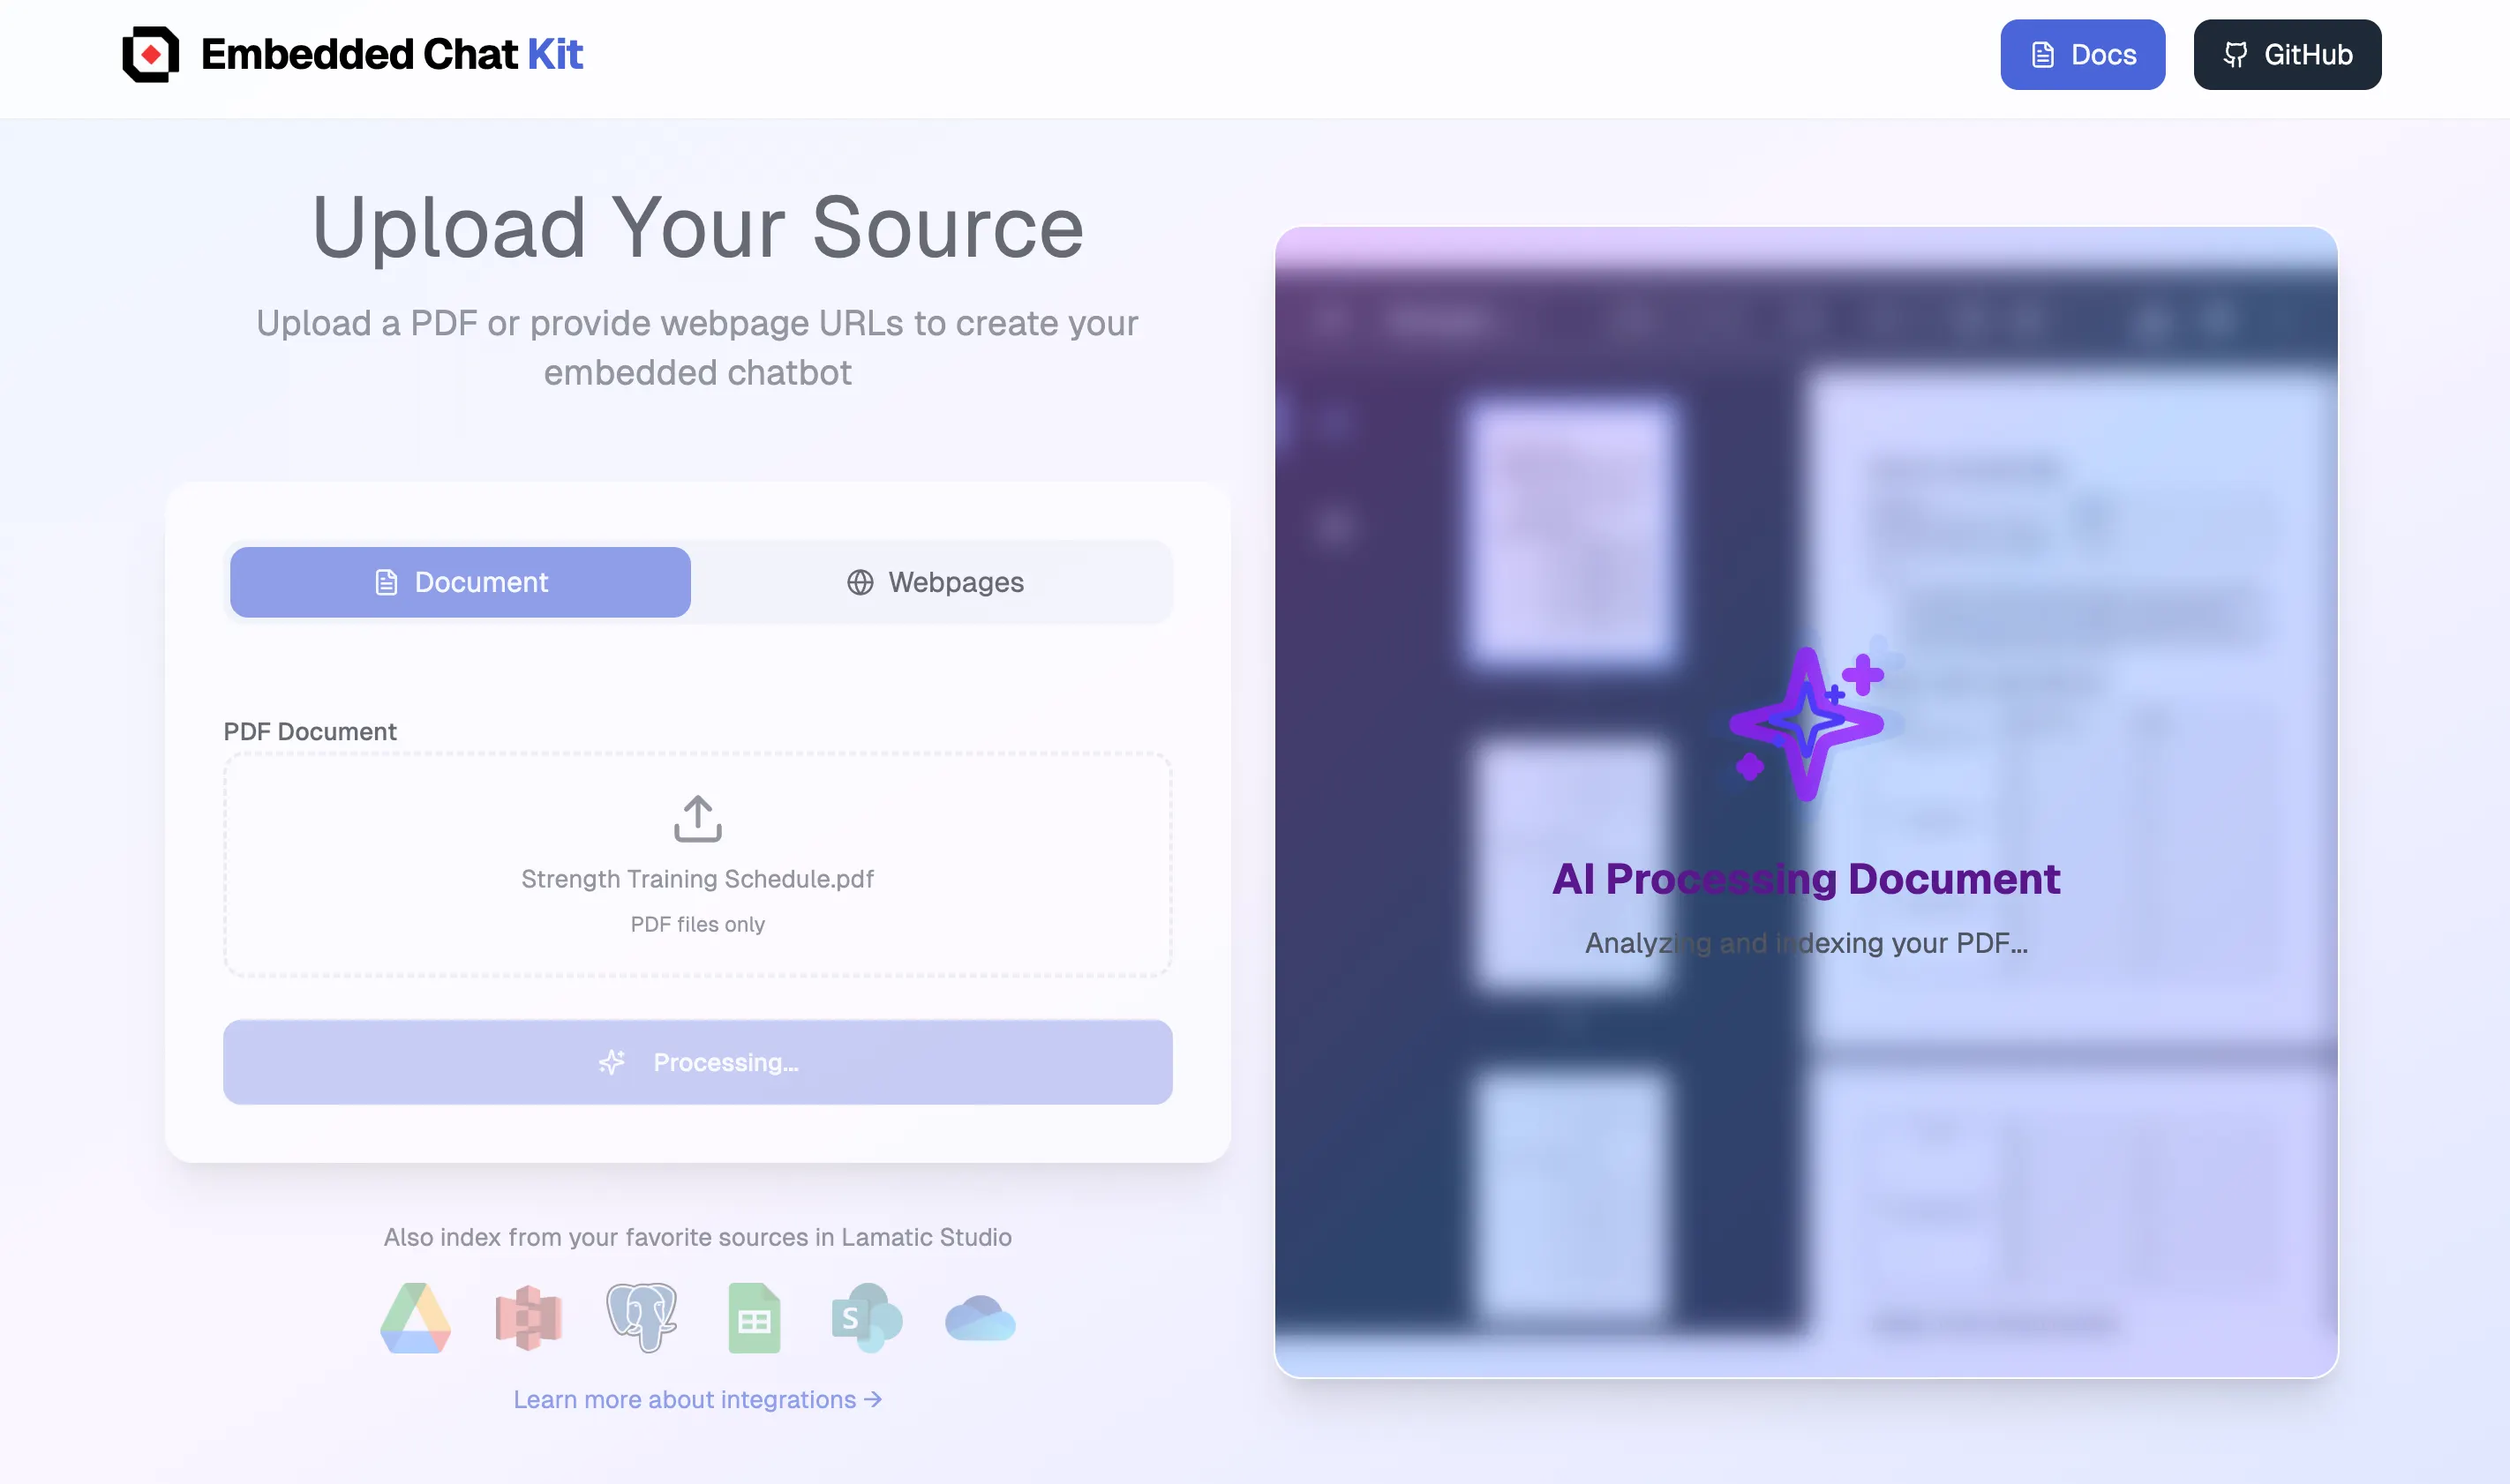 Embedded Chat Kit
Docs
GitHub
Upload Your Source
Upload a PDF or provide webpage URLs to create your
embedded chatbot
Document
Webpages
PDF Document
Strength Training Schedule.pdf
PDF files only
Processing...
Also index from your favorite sources in Lamatic Studio
S
Learn more about integrations →
AI Processing Document
Analyzing and indexing your PDF...